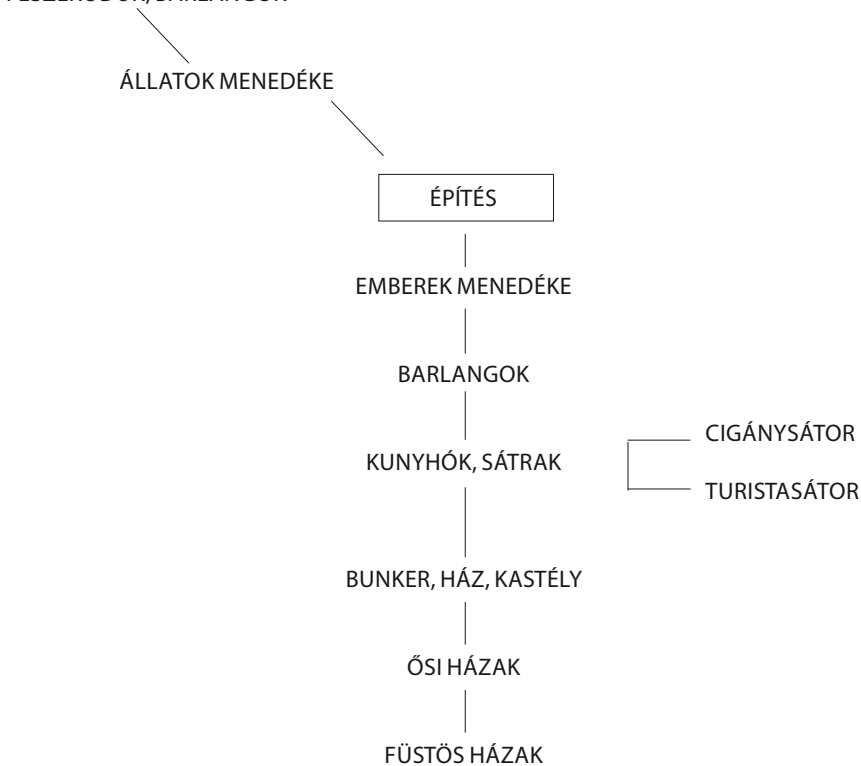 ÁLLATOK MENEDÉKE
ÉPÍTÉS
EMBEREK MENEDÉKE
BARLANGOK
CIGÁNYSÁTOR
KUNYHÓK, SÁTRAK
TURISTASÁTOR
BUNKER, HÁZ, KASTÉLY
ŐSI HÁZAK
FÜSTÖS HÁZAK